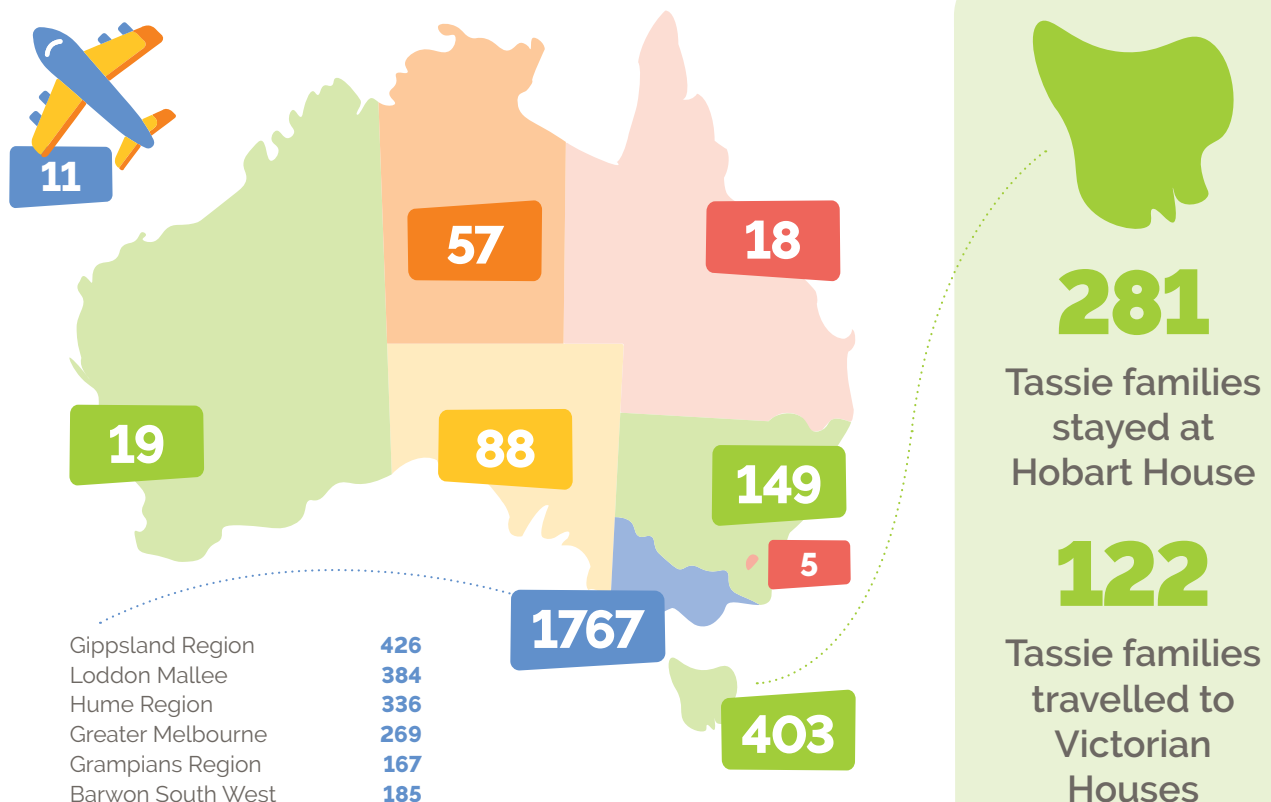 11
57
18
19
88
149
5
1767
403
Gippsland Region 426
Loddon Mallee 384
Hume Region 336
Greater Melbourne 269
Grampians Region 167
Barwon South West 185
281
Tassie families
stayed at
Hobart House
122
Tassie families
travelled to
Victorian
Houses